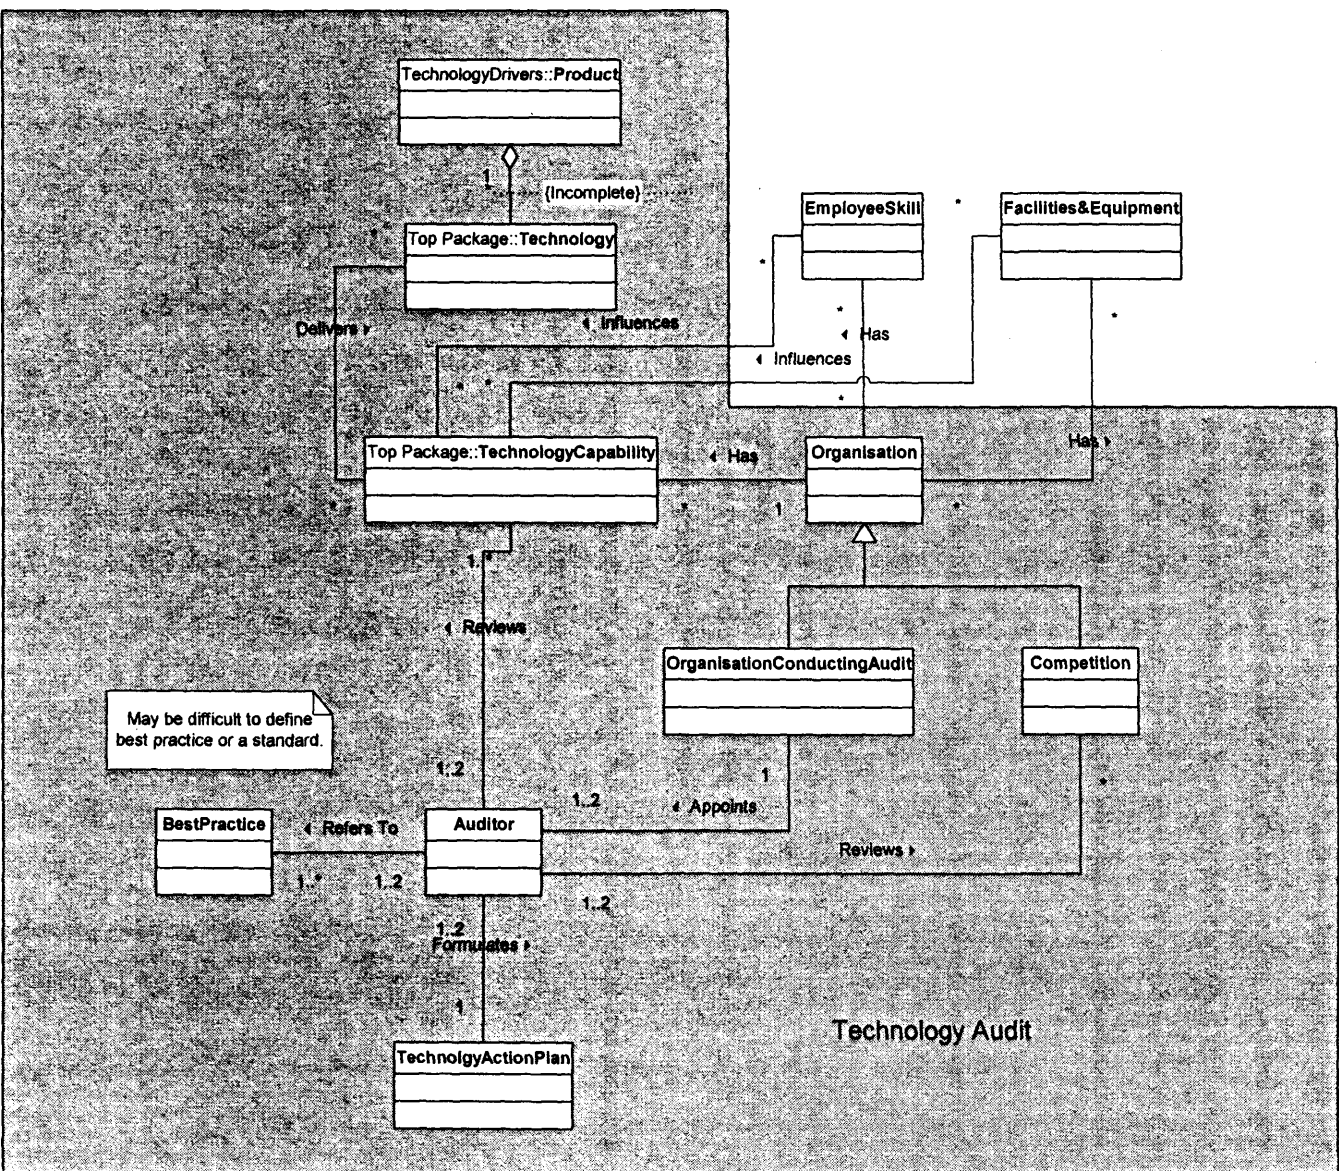 TechnologyDrivers::Product
1
{Incomplete}
Top Package::Technology
*
EmployeeSkill
*
Facilities&Equipment
*
Delivers ▸
◂ Influences
*
◂ Has
*
◂ Influences
* *
*
Top Package::TechnologyCapability
◂ Has
Organisation
Has ▸
*
*
1
*
1..*
◂ Reviews
OrganisationConductingAudit
Competition
May be difficult to define
best practice or a standard.
1..2
1
*
1..2
◂ Appoints
BestPractice
◂ Refers To
Auditor
Reviews ▸
1..*
1..2
1..2
1..2
Formulates ▸
1
Technology Audit
TechnolgyActionPlan